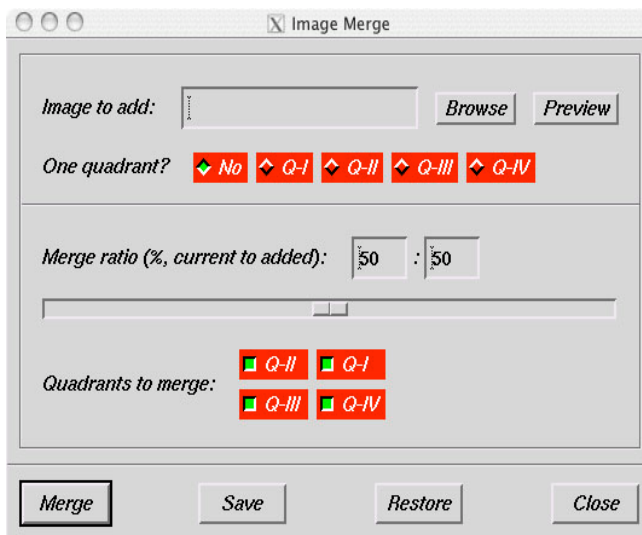 Image Merge
Image to add: Browse Preview
One quadrant? No Q-I Q-II Q-III Q-IV
Merge ratio (%, current to added): 50 : 50
Q-II Q-I
Quadrants to merge:
Q-III Q-IV
Merge Save Restore Close